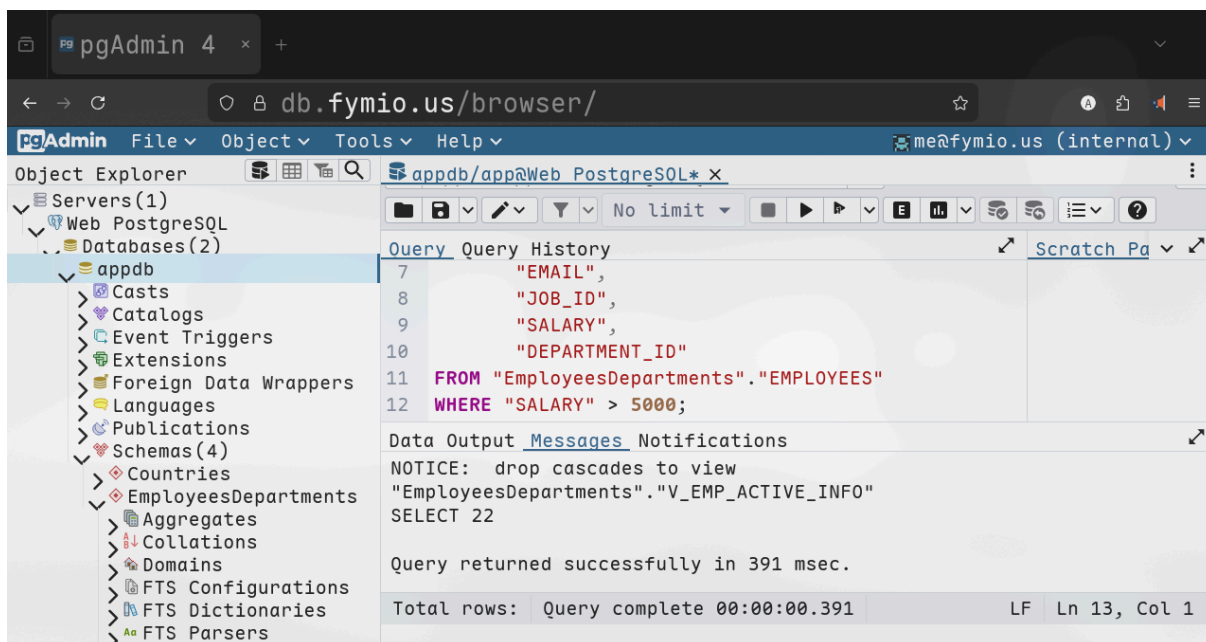 pgAdmin 4
db.fymio.us/browser/
pgAdmin File Object Tools Help me@fymio.us (internal)
Object Explorer
Servers(1)
Web PostgreSQL
Databases(2)
appdb
Casts
Catalogs
Event Triggers
Extensions
Foreign Data Wrappers
Languages
Publications
Schemas(4)
Countries
EmployeesDepartments
Aggregates
Collations
Domains
FTS Configurations
FTS Dictionaries
FTS Parsers
appdb/app@Web PostgreSQL*
No limit
Query Query History Scratch Pa
7 "EMAIL",
8 "JOB_ID",
9 "SALARY",
10 "DEPARTMENT_ID"
11 FROM "EmployeesDepartments"."EMPLOYEES"
12 WHERE "SALARY" > 5000;
Data Output Messages Notifications
NOTICE: drop cascades to view
"EmployeesDepartments"."V_EMP_ACTIVE_INFO"
SELECT 22
Query returned successfully in 391 msec.
Total rows: Query complete 00:00:00.391 LF Ln 13, Col 1